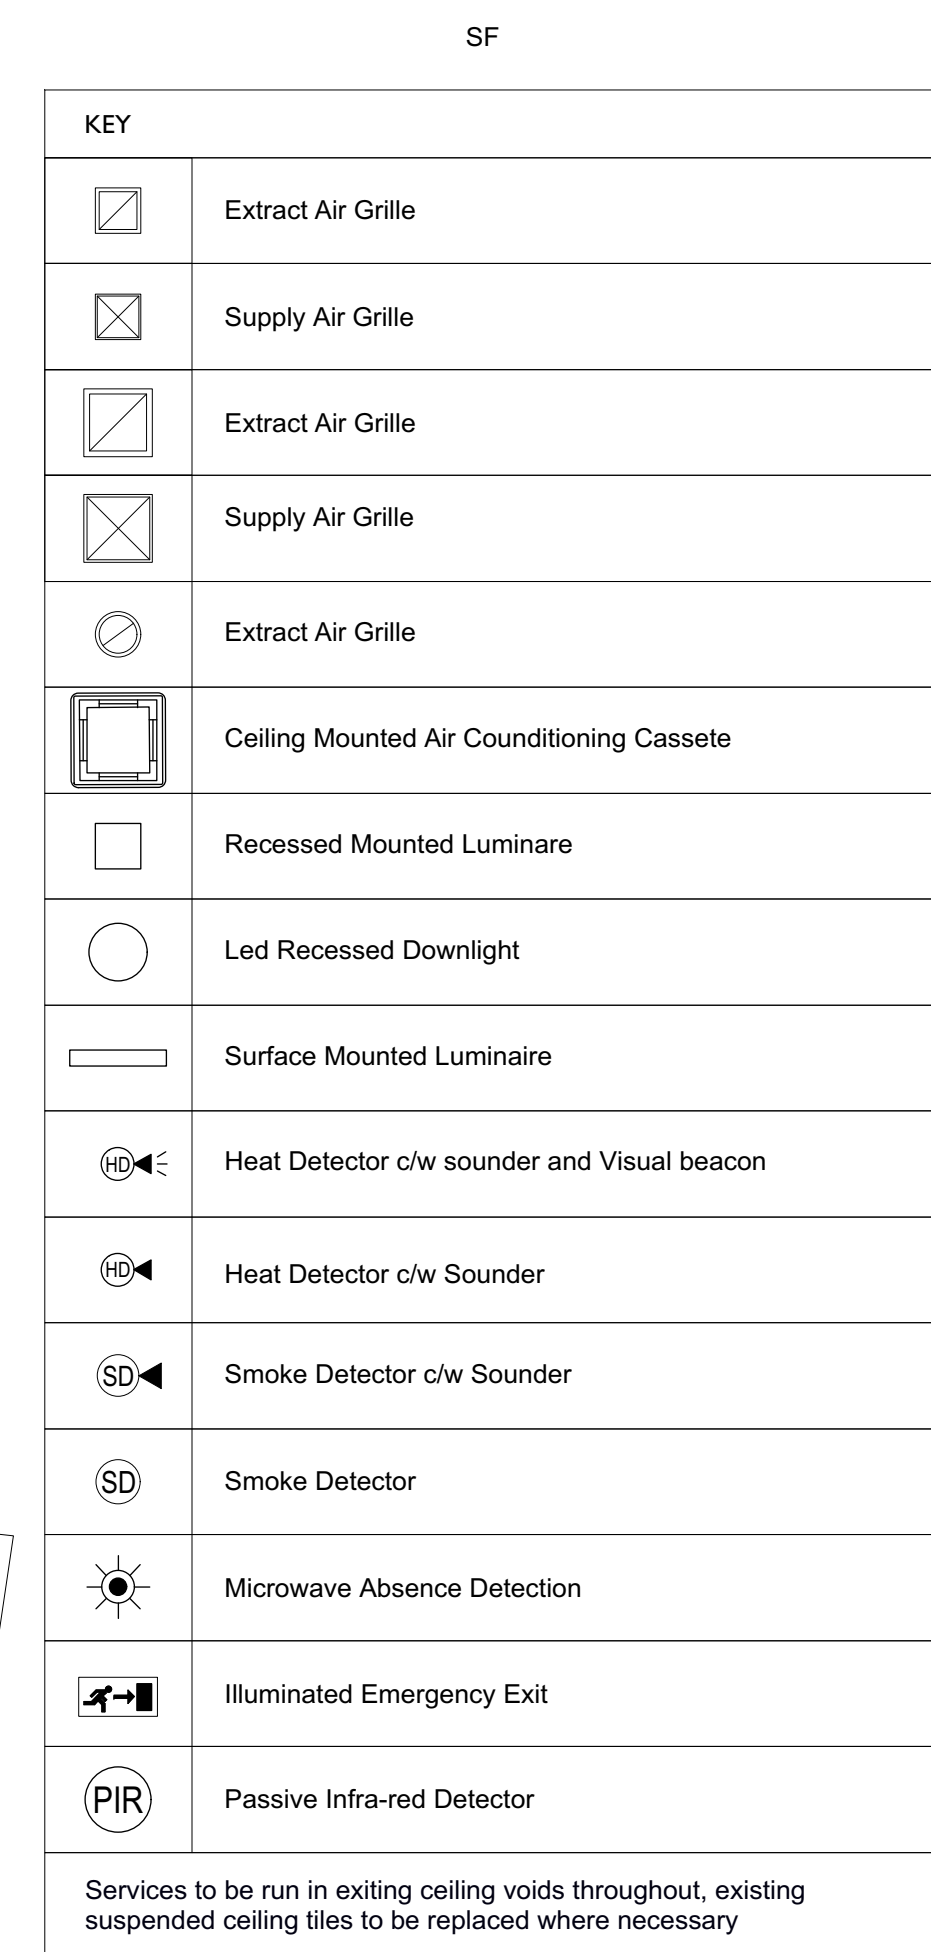 SF
KEY
Extract Air Grille
Supply Air Grille
Extract Air Grille
Supply Air Grille
Extract Air Grille
Ceiling Mounted Air Counditioning Cassete
Recessed Mounted Luminare
Led Recessed Downlight
Surface Mounted Luminaire
HD Heat Detector c/w sounder and Visual beacon
HD Heat Detector c/w Sounder
SD Smoke Detector c/w Sounder
SD Smoke Detector
Microwave Absence Detection
Illuminated Emergency Exit
PIR Passive Infra-red Detector
Services to be run in exiting ceiling voids throughout, existing
suspended ceiling tiles to be replaced where necessary